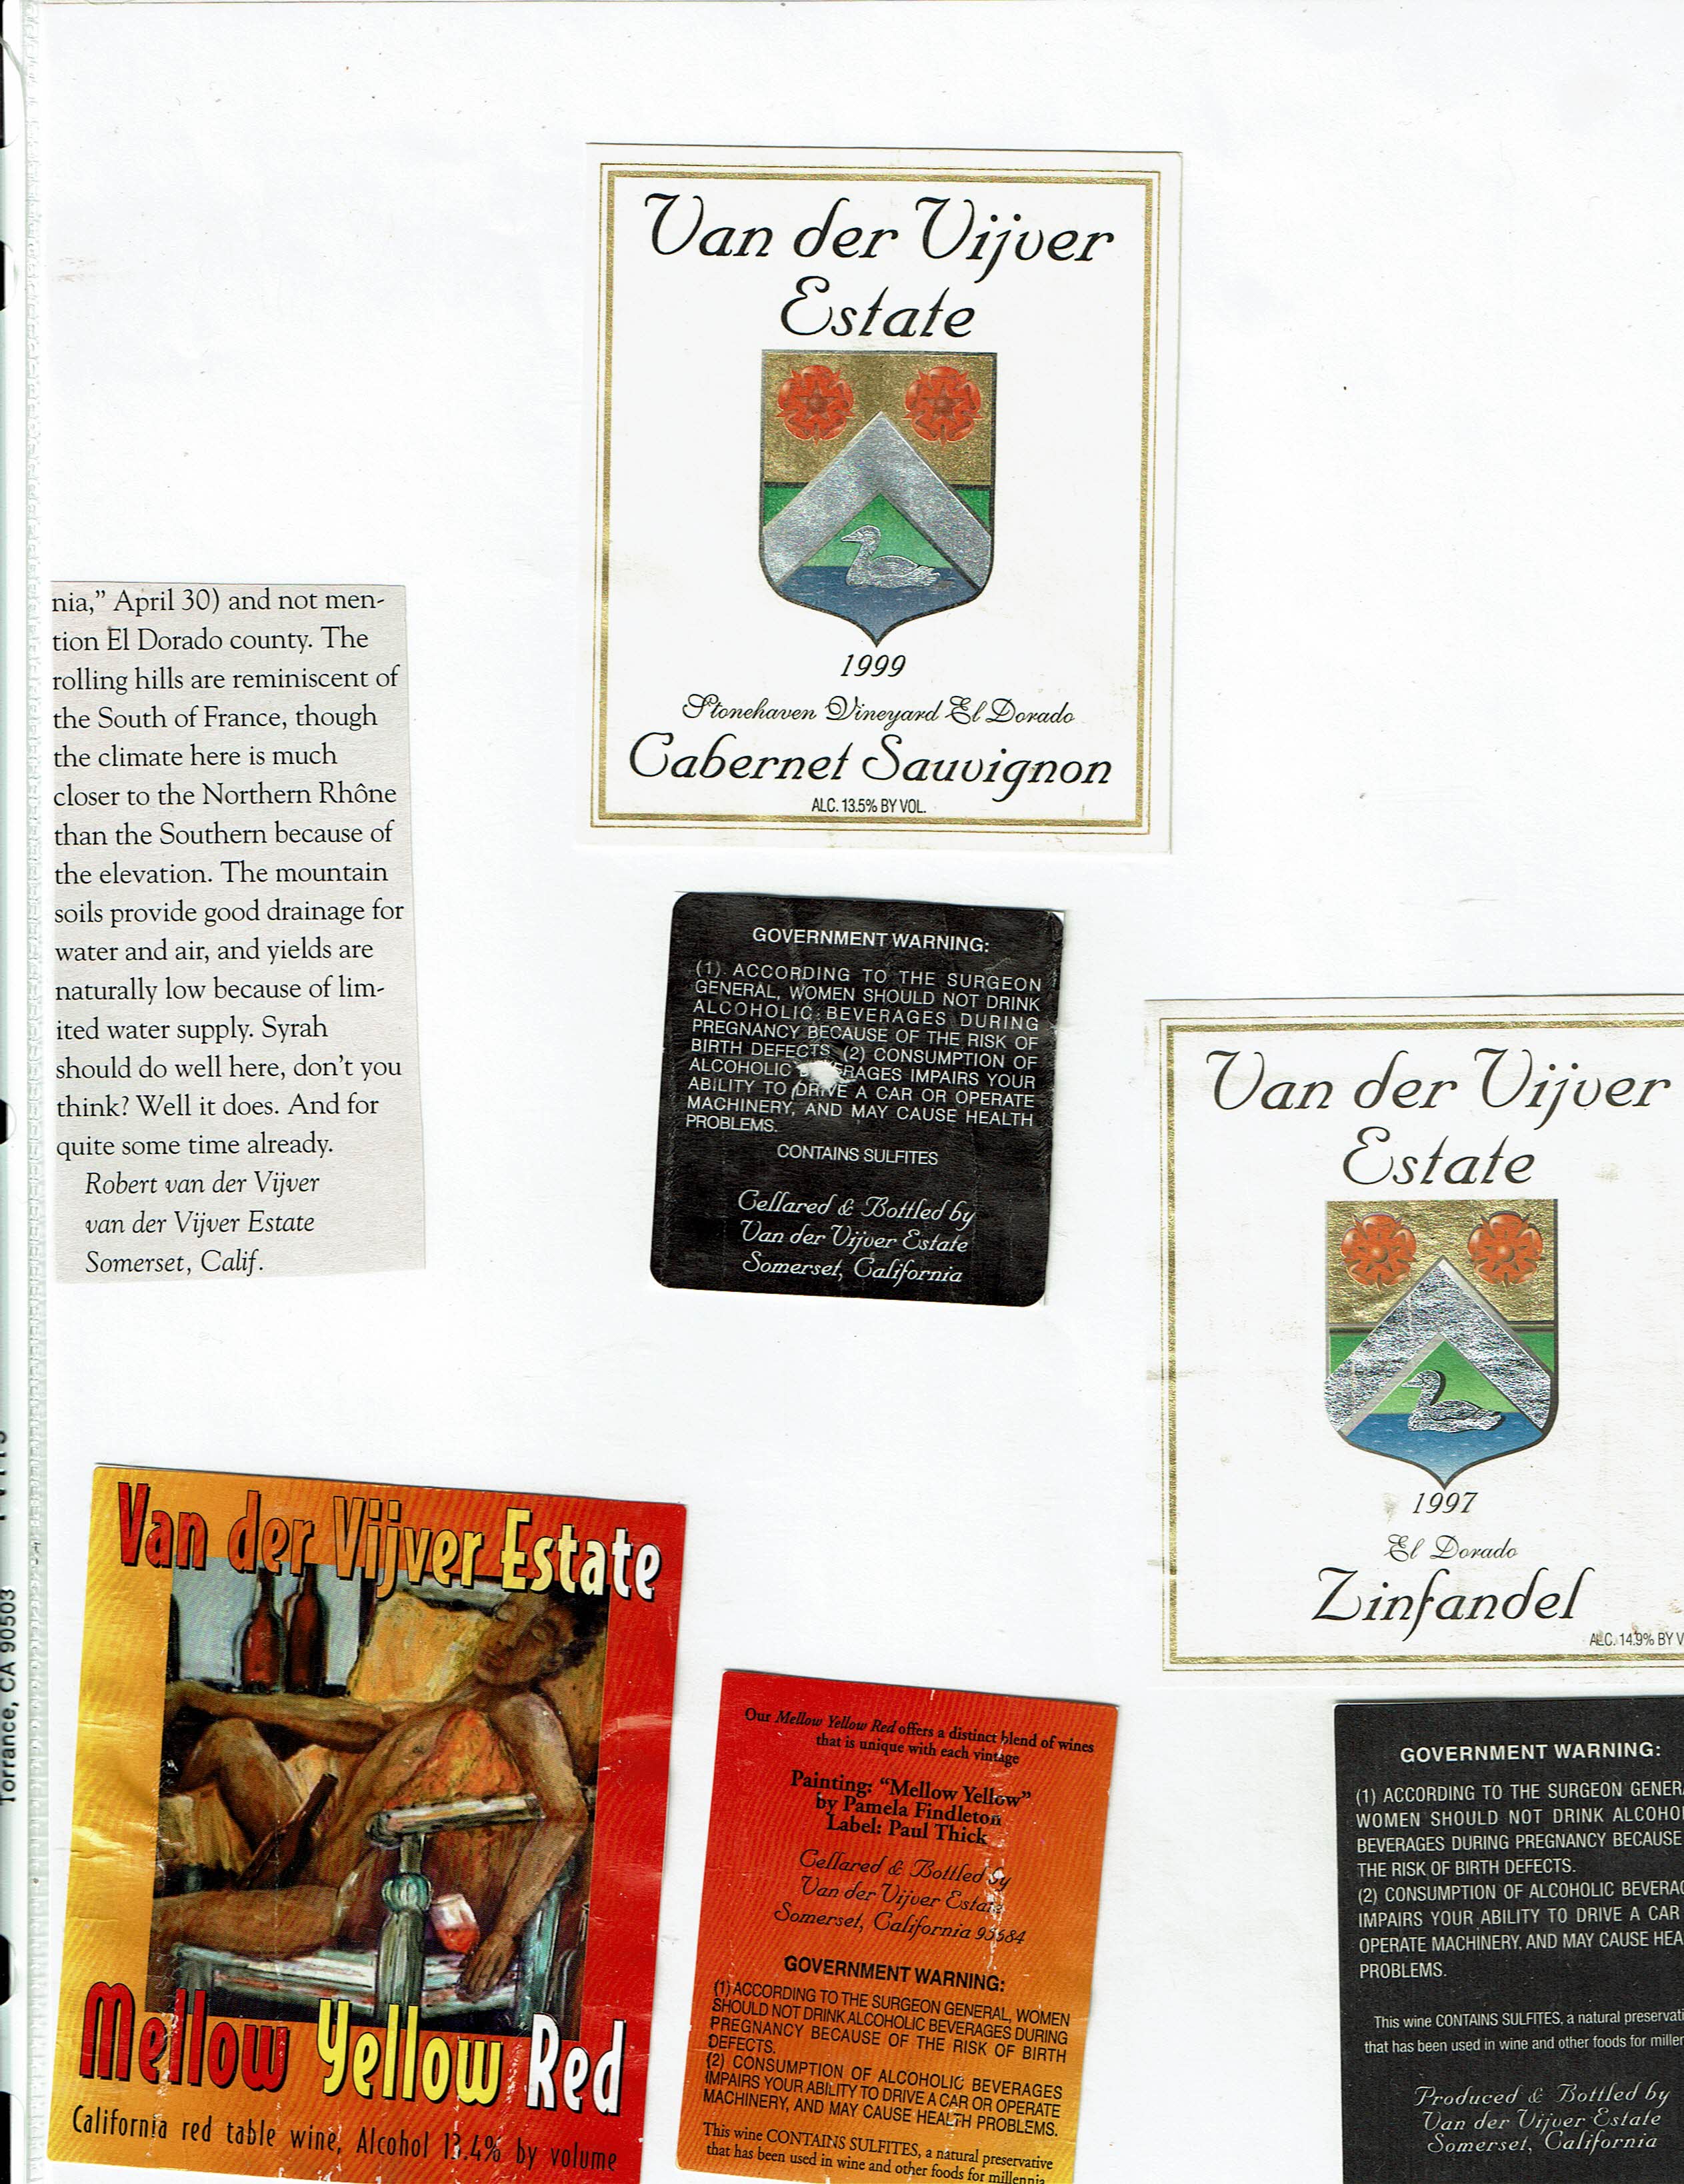 Van der Vijver
Estate
1999
Stonehaven Vineyard El Dorado
Cabernet Sauvignon
ALC. 13.5% BY VOL.
nia,” April 30) and not men-
tion El Dorado county. The
rolling hills are reminiscent of
the South of France, though
the climate here is much
closer to the Northern Rhône
than the Southern because of
the elevation. The mountain
soils provide good drainage for
water and air, and yields are
naturally low because of lim-
ited water supply. Syrah
should do well here, don’t you
think? Well it does. And for
quite some time already.
Robert van der Vijver
van der Vijver Estate
Somerset, Calif.
GOVERNMENT WARNING:
(1) ACCORDING TO THE SURGEON
GENERAL, WOMEN SHOULD NOT DRINK
ALCOHOLIC BEVERAGES DURING
PREGNANCY BECAUSE OF THE RISK OF
BIRTH DEFECTS. (2) CONSUMPTION OF
ALCOHOLIC RAGES IMPAIRS YOUR
ABILITY TO DRIVE A CAR OR OPERATE
MACHINERY, AND MAY CAUSE HEALTH
PROBLEMS.
CONTAINS SULFITES
Cellared & Bottled by
Van der Vijver Estate
Somerset, California
Van der Vijver
Estate
1997
El Dorado
Zinfandel
ALC. 14.9% BY V
Van der Vijver Estate
Mellow Yellow Red
California red table wine, Alcohol 13.4% by volume
Our Mellow Yellow Red offers a distinct blend of wines
that is unique with each vintage
Painting: “Mellow Yellow”
by Pamela Findleton
Label: Paul Thick
Cellared & Bottled by
Van der Vijver Estate
Somerset, California 95684
GOVERNMENT WARNING:
(1) ACCORDING TO THE SURGEON GENERAL, WOMEN
SHOULD NOT DRINK ALCOHOLIC BEVERAGES DURING
PREGNANCY BECAUSE OF THE RISK OF BIRTH
DEFECTS.
(2) CONSUMPTION OF ALCOHOLIC BEVERAGES
IMPAIRS YOUR ABILITY TO DRIVE A CAR OR OPERATE
MACHINERY, AND MAY CAUSE HEALTH PROBLEMS.
This wine CONTAINS SULFITES, a natural preservative
that has been used in wine and other foods for millennia.
GOVERNMENT WARNING:
(1) ACCORDING TO THE SURGEON GENERA
WOMEN SHOULD NOT DRINK ALCOHOL
BEVERAGES DURING PREGNANCY BECAUSE
THE RISK OF BIRTH DEFECTS.
(2) CONSUMPTION OF ALCOHOLIC BEVERAG
IMPAIRS YOUR ABILITY TO DRIVE A CAR
OPERATE MACHINERY, AND MAY CAUSE HEA
PROBLEMS.
This wine CONTAINS SULFITES, a natural preservati
that has been used in wine and other foods for millen
Produced & Bottled by
Van der Vijver Estate
Somerset, California
Torrance, CA 90503